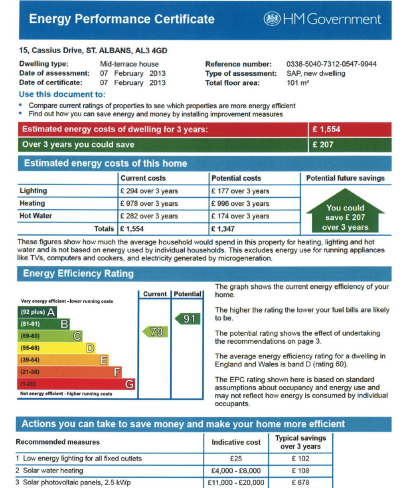 Energy Performance Certificate HM Government
15, Cassius Drive, ST. ALBANS, AL3 4GD
Dwelling type: Mid-terrace house Reference number: 0338-5040-7312-0547-9944
Date of assessment: 07 February 2013 Type of assessment: SAP, new dwelling
Date of certificate: 07 February 2013 Total floor area: 101 m²
Use this document to:
• Compare current ratings of properties to see which properties are more energy efficient
• Find out how you can save energy and money by installing improvement measures
Estimated energy costs of dwelling for 3 years: £ 1,554
Over 3 years you could save £ 207
Estimated energy costs of this home
Current costs Potential costs Potential future savings
Lighting £ 294 over 3 years £ 177 over 3 years
Heating £ 978 over 3 years £ 996 over 3 years
Hot Water £ 282 over 3 years £ 174 over 3 years
Totals £ 1,554 £ 1,347
You could
save £ 207
over 3 years
These figures show how much the average household would spend in this property for heating, lighting and hot
water and is not based on energy used by individual households. This excludes energy use for running appliances
like TVs, computers and cookers, and electricity generated by microgeneration.
Energy Efficiency Rating
Current Potential
Very energy efficient - lower running costs
(92 plus) A
(81-91) B
(69-80) C
(55-68) D
(39-54) E
(21-38) F
(1-20) G
Not energy efficient - higher running costs
79
91
The graph shows the current energy efficiency of your
home.
The higher the rating the lower your fuel bills are likely
to be.
The potential rating shows the effect of undertaking
the recommendations on page 3.
The average energy efficiency rating for a dwelling in
England and Wales is band D (rating 60).
The EPC rating shown here is based on standard
assumptions about occupancy and energy use and
may not reflect how energy is consumed by individual
occupants.
Actions you can take to save money and make your home more efficient
Recommended measures Indicative cost Typical savings
over 3 years
1 Low energy lighting for all fixed outlets £25 £ 102
2 Solar water heating £4,000 - £6,000 £ 108
3 Solar photovoltaic panels, 2.5 kWp £11,000 - £20,000 £ 678